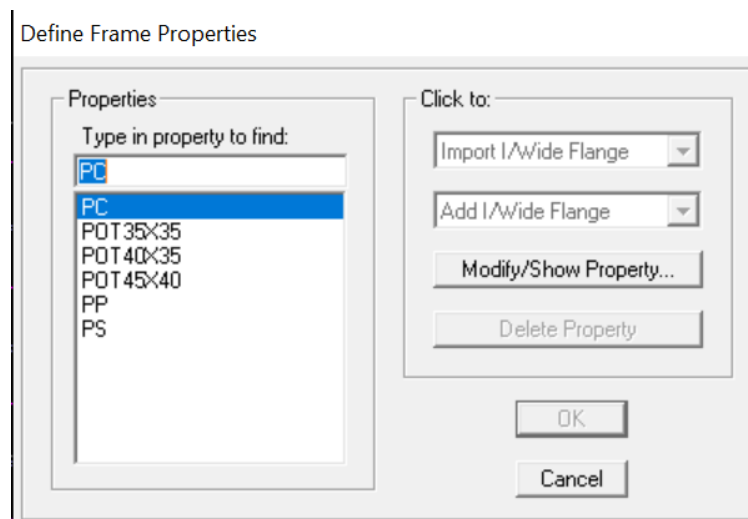 Define Frame Properties
Properties
Type in property to find:
PC
PC
POT35X35
POT40X35
POT45X40
PP
PS
Click to:
Import I/Wide Flange
Add I/Wide Flange
Modify/Show Property...
Delete Property
OK
Cancel